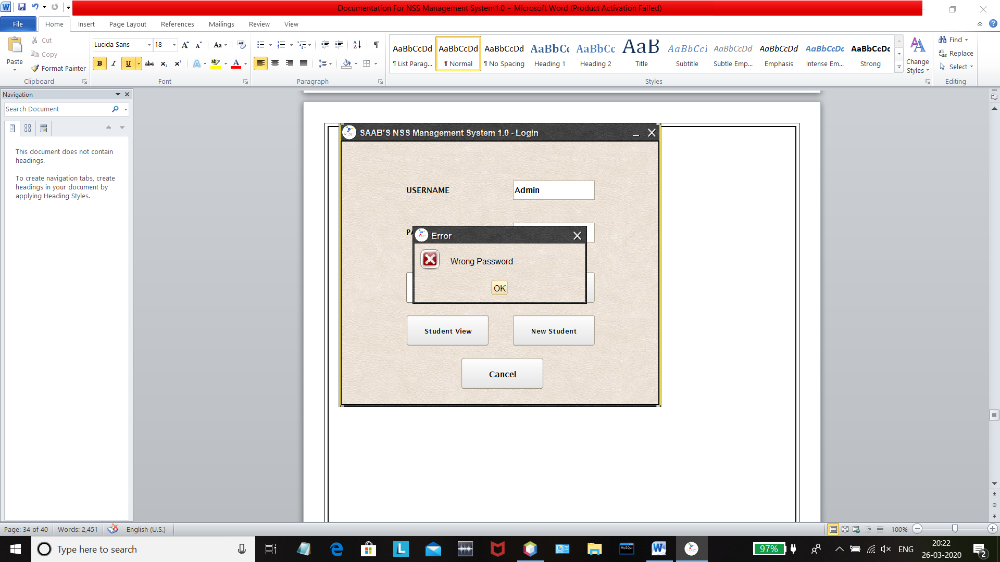 Documentation For NSS Management System1.0 - Microsoft Word (Product Activation Failed)
File Home Insert Page Layout References Mailings Review View
Paste
Cut
Copy
Format Painter
Clipboard
Lucida Sans 18
Font
Paragraph
AaBbCcDd AaBbCcDd AaBbCcDd AaBbCc AaBbCc AaB AaBbCcI AaBbCcDd AaBbCcDd AaBbCcDd AaBbCcDc
¶ List Parag... ¶ Normal ¶ No Spacing Heading 1 Heading 2 Title Subtitle Subtle Emp... Emphasis Intense Em... Strong
Change
Styles
Styles
Find
Replace
Select
Editing
Navigation
Search Document
This document does not contain
headings.
To create navigation tabs, create
headings in your document by
applying Heading Styles.
SAAB'S NSS Management System 1.0 - Login
USERNAME Admin
PA
Error
Wrong Password
OK
Student View New Student
Cancel
Page: 34 of 40 Words: 2,451 English (U.S.) 100%
Type here to search
97% ENG 20:22
26-03-2020
2